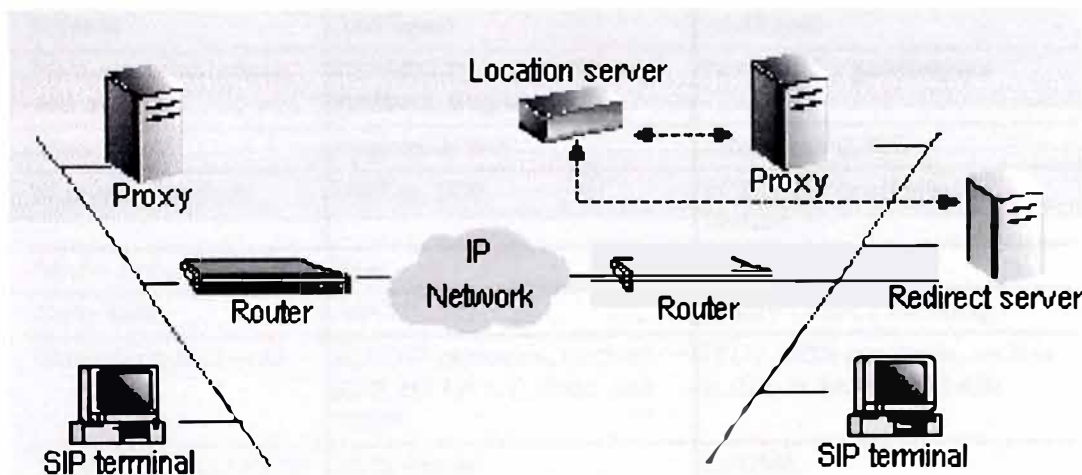 Location server
Proxy
Proxy
IP
Network
Router
Router
Redirect server
SIP terminal
SIP terminal